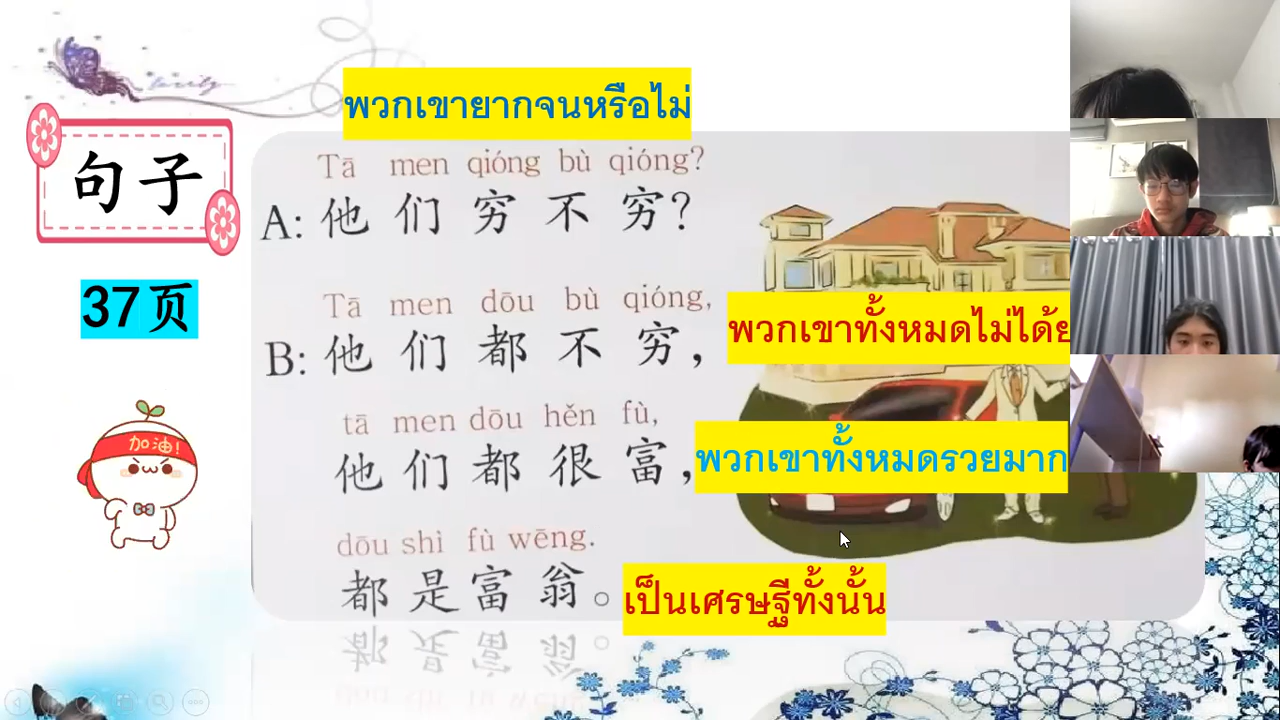 พวกเขายากจนหรือไม่
句子
Tā men qióng bù qióng?
A: 他们穷不穷?
37页
Tā men dōu bù qióng,
พวกเขาทั้งหมดไม่ได้
B: 他们都不穷，
tā men dōu hěn fù,
加油!
他们都很富，
พวกเขาทั้งหมดรวยมาก
dōu shì fù wēng.
都是富翁。
เป็นเศรษฐีทั้งนั้น